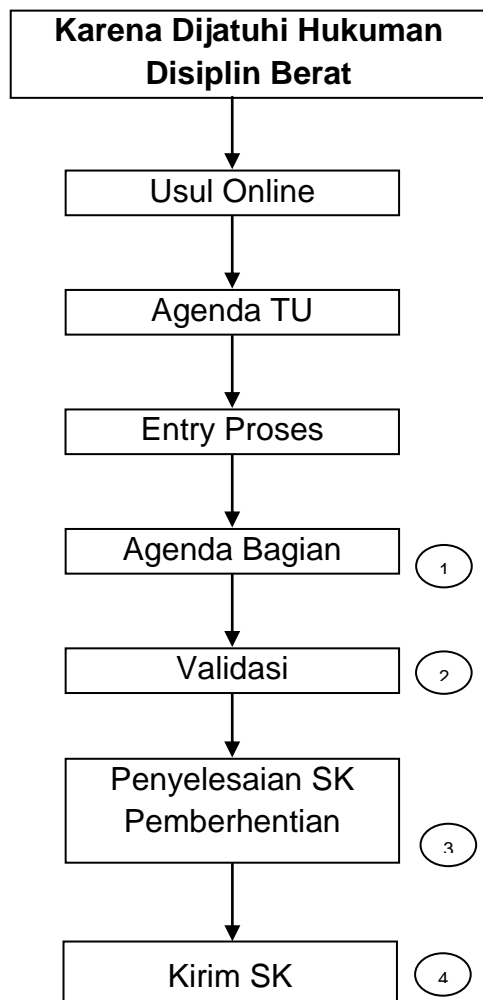 Karena Dijatuhi Hukuman
Disiplin Berat
Usul Online
Agenda TU
Entry Proses
Agenda Bagian
1
Validasi
2
Penyelesaian SK
Pemberhentian
3
Kirim SK
4